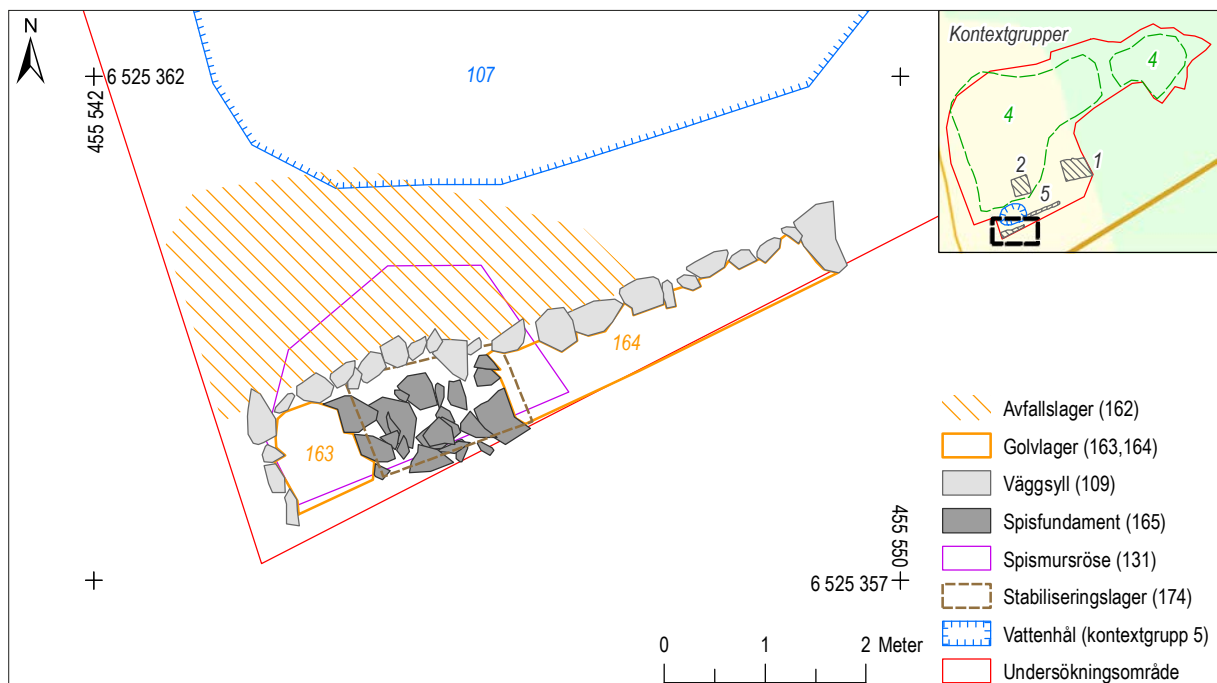 N
6 525 362
455 542
107
164
163
455 550
6 525 357
0 1 2 Meter
Kontextgrupper
4
4
1
2
5
Avfallslager (162)
Golvlager (163,164)
Väggsyll (109)
Spisfundament (165)
Spismursröse (131)
Stabiliseringslager (174)
Vattenhål (kontextgrupp 5)
Undersökningsområde